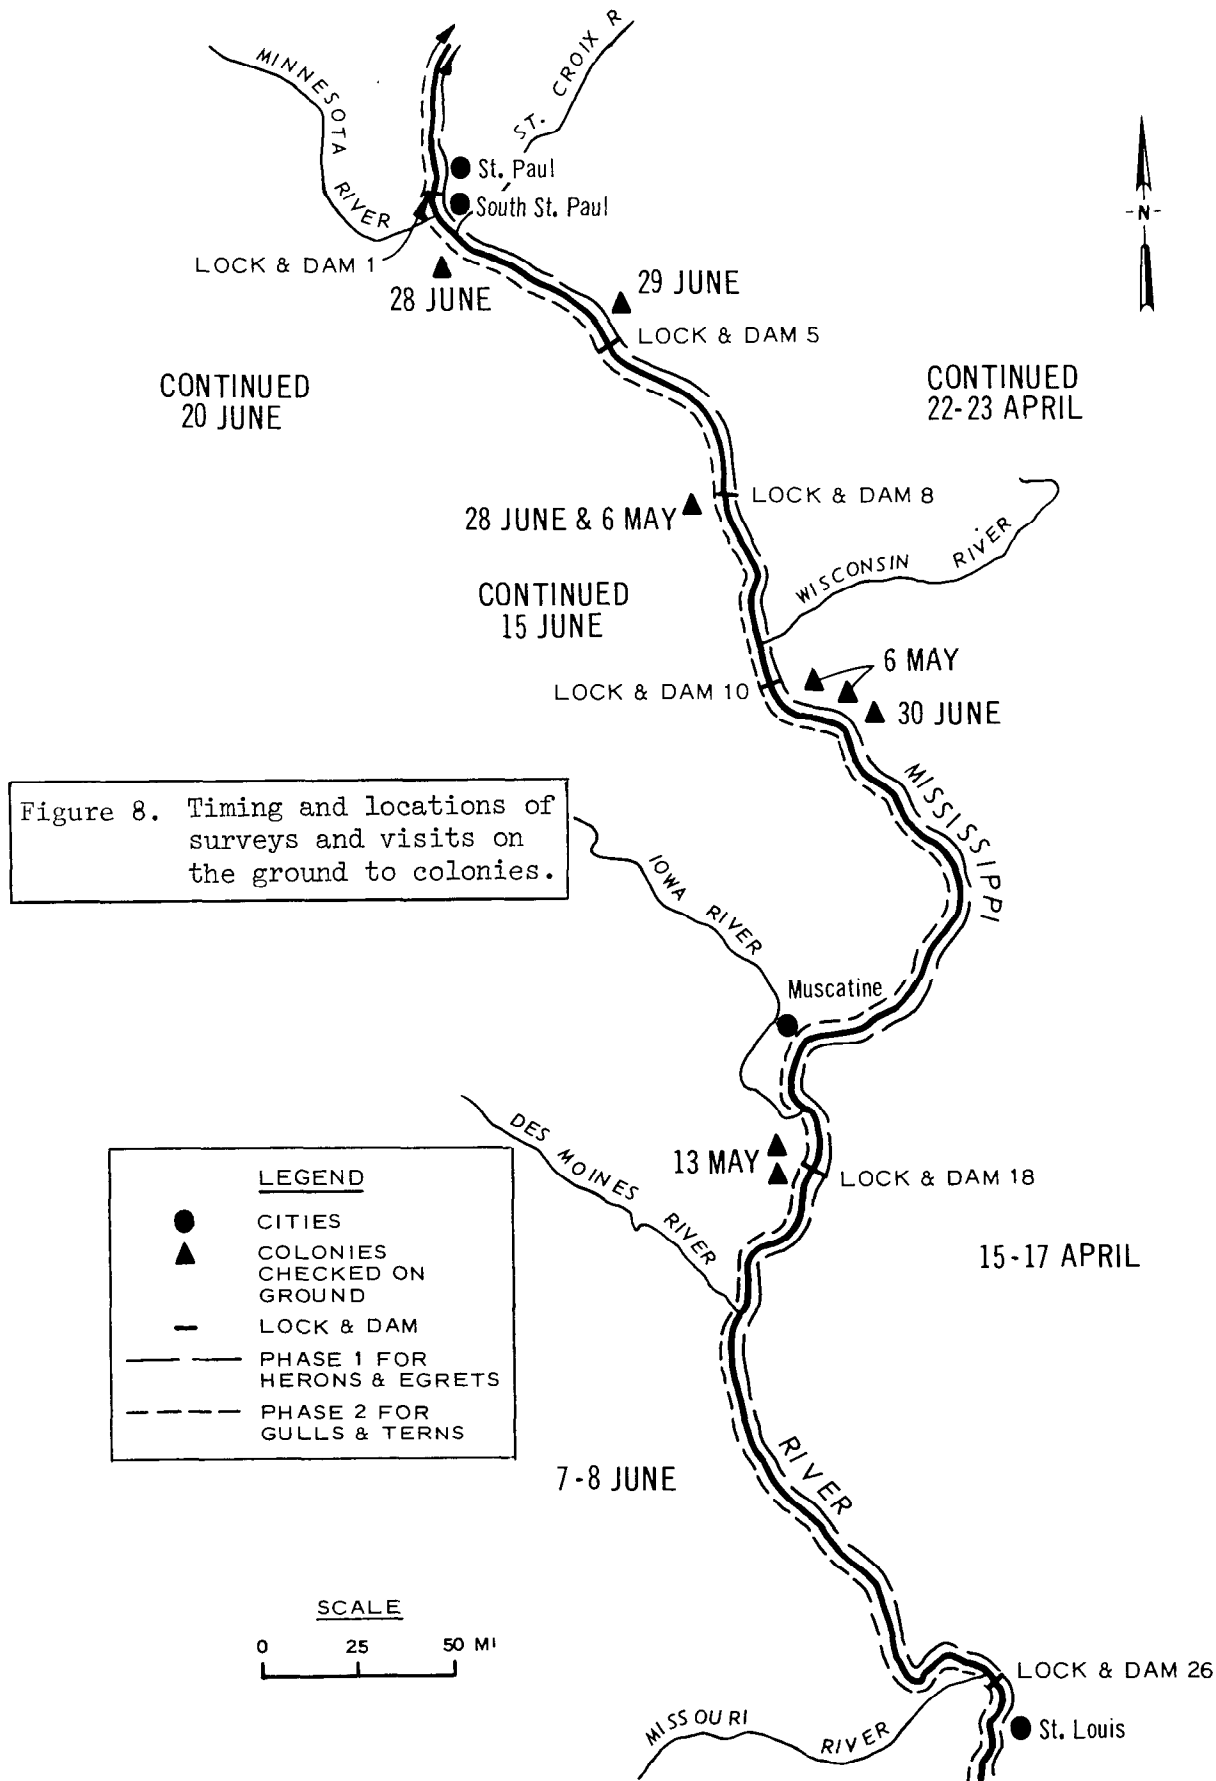 MINNESOTA RIVER
ST. CROIX R
St. Paul
South St. Paul
LOCK & DAM 1
28 JUNE
29 JUNE
-N-
LOCK & DAM 5
CONTINUED
20 JUNE
CONTINUED
22-23 APRIL
LOCK & DAM 8
28 JUNE & 6 MAY
WISCONSIN RIVER
CONTINUED
15 JUNE
6 MAY
LOCK & DAM 10
30 JUNE
MISSISSIPPI
Figure 8. Timing and locations of
surveys and visits on
the ground to colonies.
IOWA RIVER
Muscatine
DES MOINES RIVER
13 MAY
LOCK & DAM 18
LEGEND
CITIES
COLONIES
CHECKED ON
GROUND
LOCK & DAM
PHASE 1 FOR
HERONS & EGRETS
PHASE 2 FOR
GULLS & TERNS
15-17 APRIL
RIVER
7-8 JUNE
SCALE
0 25 50 MI
LOCK & DAM 26
MISSOURI RIVER
St. Louis